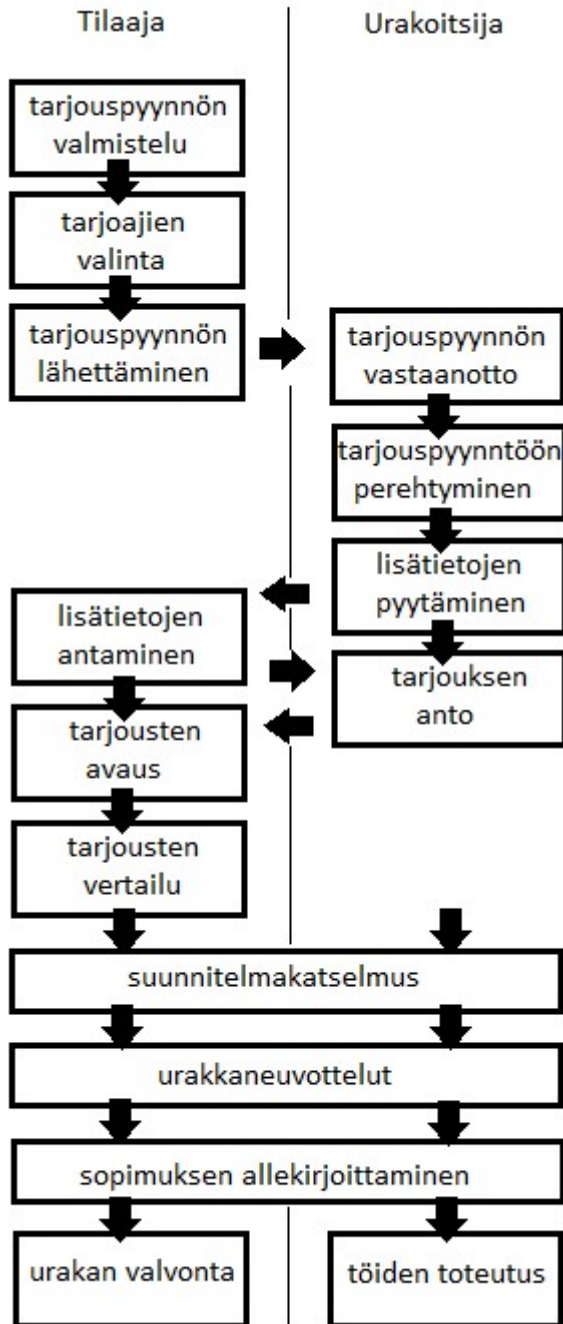 Tilaaja
Urakoitsija
tarjouspyynnön
valmistelu
tarjoajien
valinta
tarjouspyynnön
lähettäminen
tarjouspyynnön
vastaanotto
tarjouspyynntöön
perehtyminen
lisätietojen
pyytäminen
lisätietojen
antaminen
tarjouksen
anto
tarjousten
avaus
tarjousten
vertailu
suunnitelmakatselmus
urakkaneuvottelut
sopimuksen allekirjoittaminen
urakan valvonta
töiden toteutus